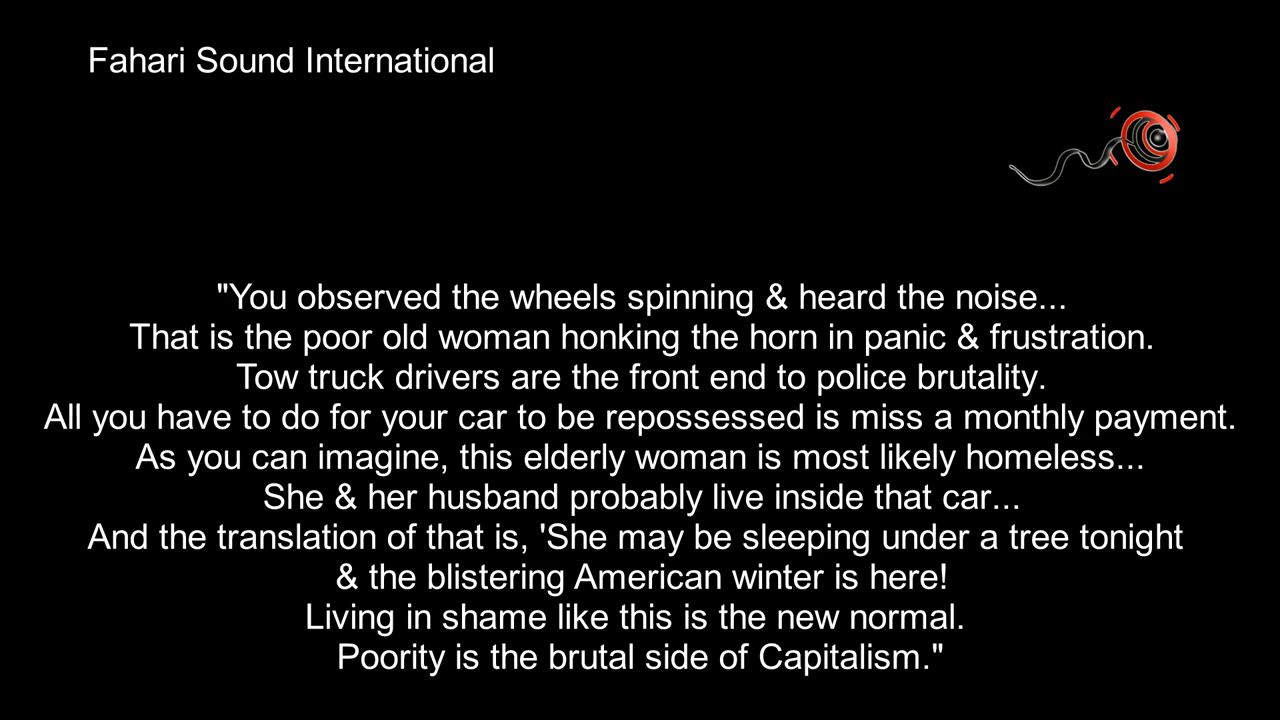 Fahari Sound International
"You observed the wheels spinning & heard the noise...
That is the poor old woman honking the horn in panic & frustration.
Tow truck drivers are the front end to police brutality.
All you have to do for your car to be repossessed is miss a monthly payment.
As you can imagine, this elderly woman is most likely homeless...
She & her husband probably live inside that car...
And the translation of that is, 'She may be sleeping under a tree tonight
& the blistering American winter is here!
Living in shame like this is the new normal.
Poority is the brutal side of Capitalism."